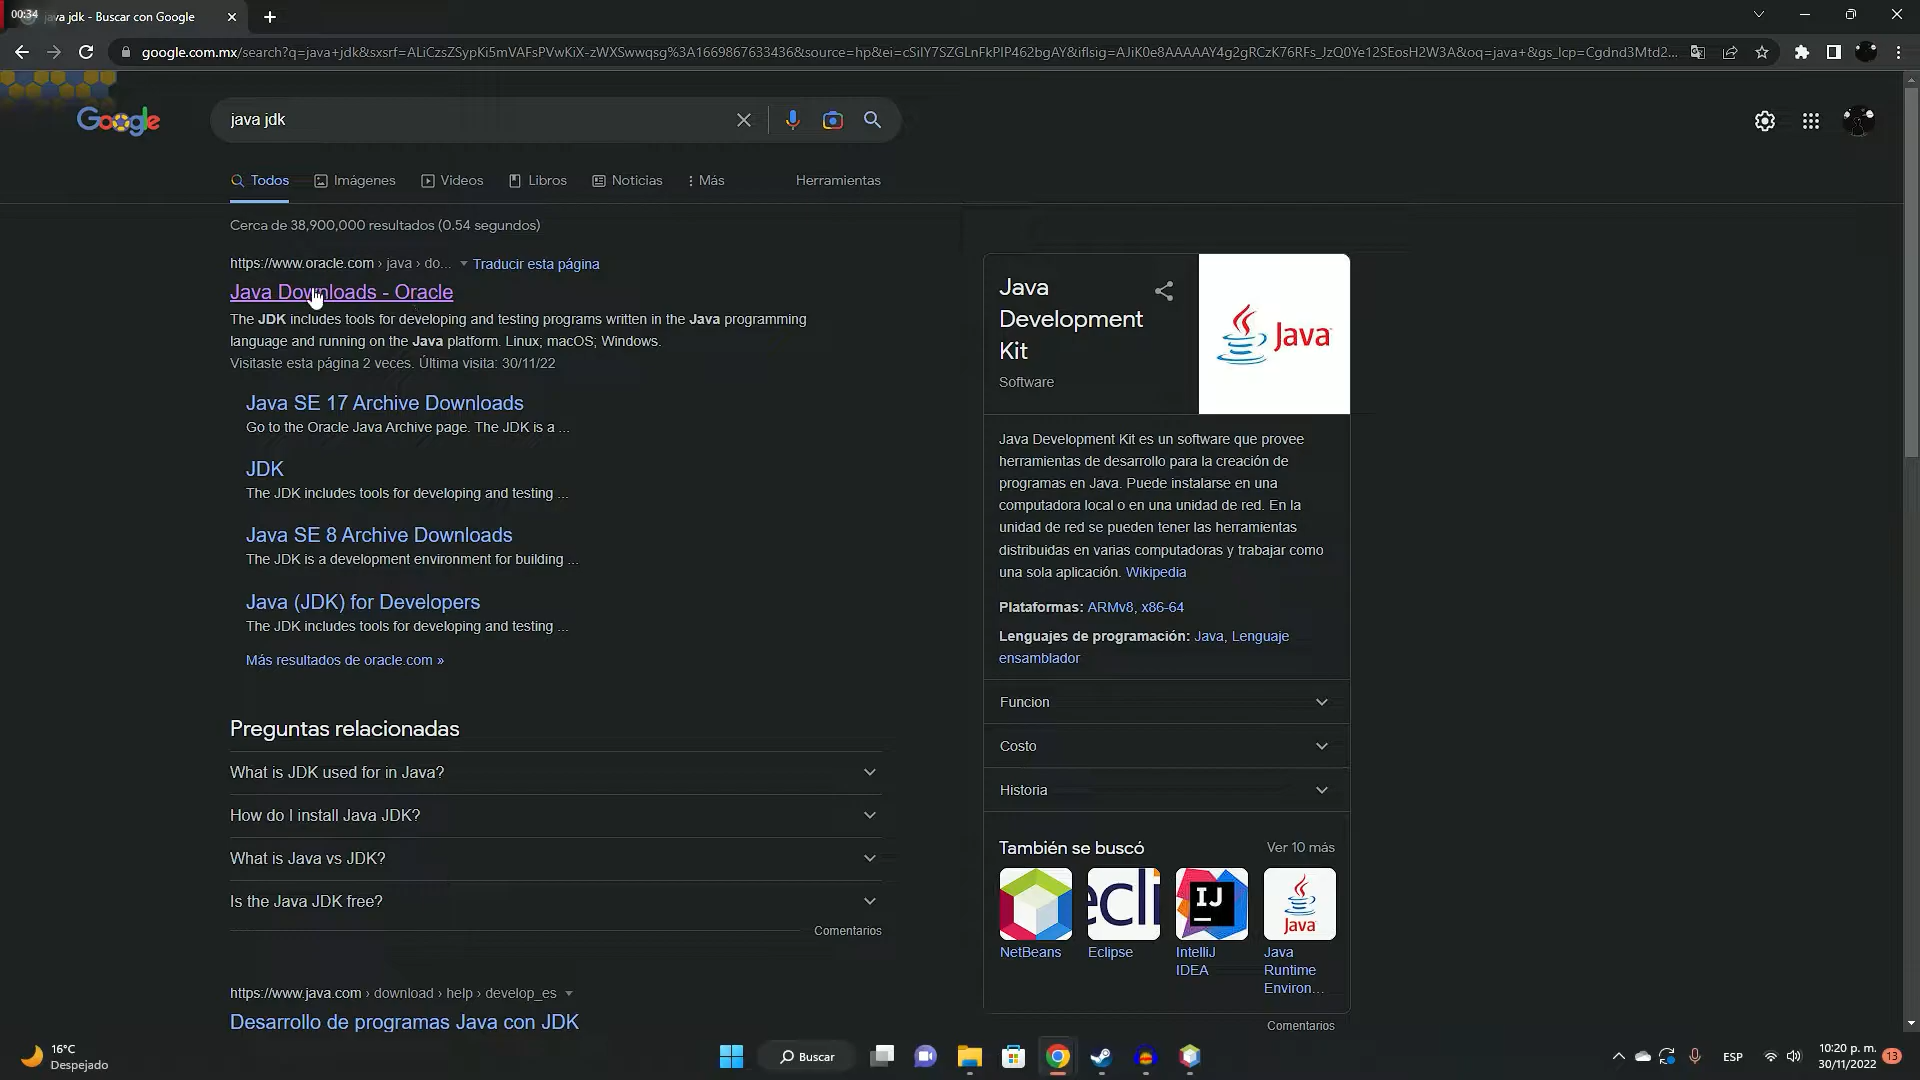 00:34
java jdk - Buscar con Google
google.com.mx/search?q=java+jdk&sxsrf=ALiCzsZSypKi5mVAFsPVwKiX-zWXSwwqsg%3A1669867633436&source=hp&ei=cSilY7SZGLnFkPIP462bgAY&iflsig=AJiK0e8AAAAAY4g2gRCzK76RFs_JzQ0Ye12SEosH2W3A&oq=java+&gs_lcp=Cgdnd3Mtd2...
Google
java jdk
Todos
Imágenes
Videos
Libros
Noticias
Más
Herramientas
Cerca de 38,900,000 resultados (0.54 segundos)
https://www.oracle.com › java › do... Traducir esta página
Java Downloads - Oracle
The JDK includes tools for developing and testing programs written in the Java programming
language and running on the Java platform. Linux; macOS; Windows.
Visitaste esta página 2 veces. Última visita: 30/11/22
Java SE 17 Archive Downloads
Go to the Oracle Java Archive page. The JDK is a ...
JDK
The JDK includes tools for developing and testing ...
Java SE 8 Archive Downloads
The JDK is a development environment for building ...
Java (JDK) for Developers
The JDK includes tools for developing and testing ...
Más resultados de oracle.com »
Preguntas relacionadas
What is JDK used for in Java?
How do I install Java JDK?
What is Java vs JDK?
Is the Java JDK free?
Comentarios
https://www.java.com › download › help › develop_es
Desarrollo de programas Java con JDK
Java
Development
Kit
Software
Java
Java Development Kit es un software que provee
herramientas de desarrollo para la creación de
programas en Java. Puede instalarse en una
computadora local o en una unidad de red. En la
unidad de red se pueden tener las herramientas
distribuidas en varias computadoras y trabajar como
una sola aplicación. Wikipedia
Plataformas: ARMv8, x86-64
Lenguajes de programación: Java, Lenguaje
ensamblador
Funcion
Costo
Historia
También se buscó
Ver 10 más
ecli
IJ
Java
NetBeans
Eclipse
IntelliJ
IDEA
Java
Runtime
Environ...
Comentarios
16°C
Despejado
Buscar
ESP
10:20 p. m.
30/11/2022
13